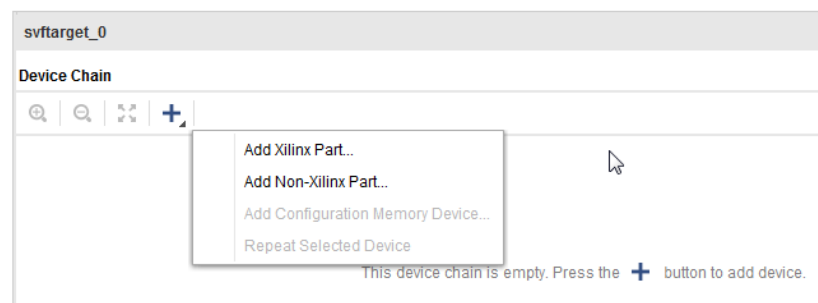 svftarget_0
Device Chain
Add Xilinx Part...
Add Non-Xilinx Part...
Add Configuration Memory Device...
Repeat Selected Device
This device chain is empty. Press the + button to add device.